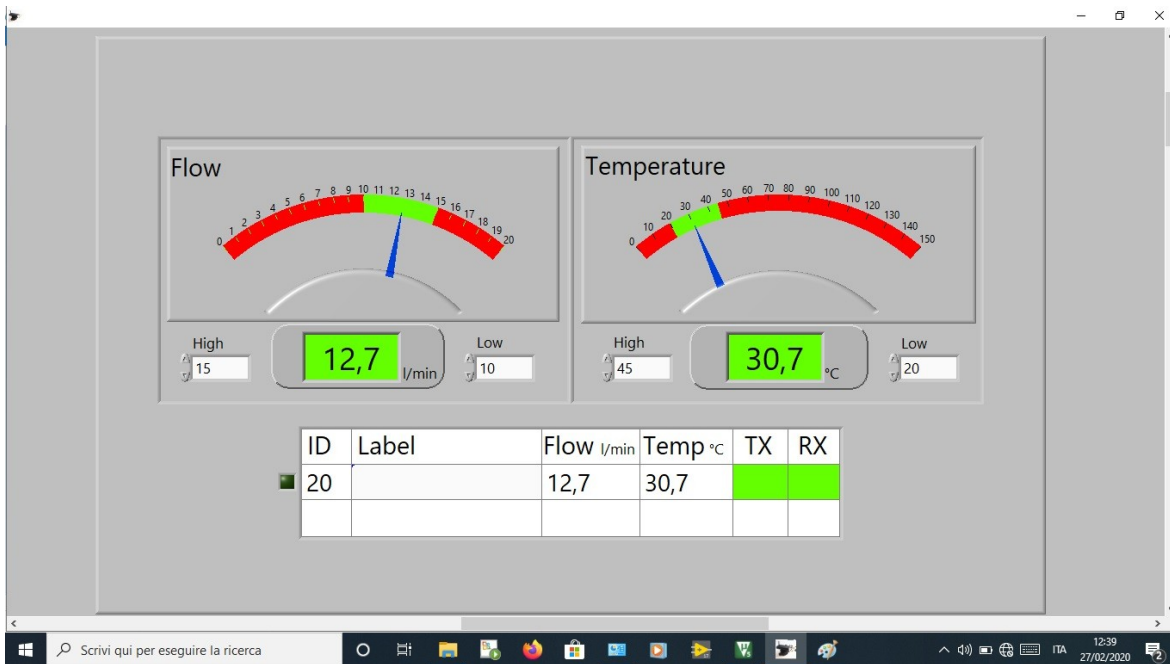 Flow
0 1 2 3 4 5 6 7 8 9 10 11 12 13 14 15 16 17 18 19 20
High
15
12,7 l/min
Low
10
Temperature
0 10 20 30 40 50 60 70 80 90 100 110 120 130 140 150
High
45
30,7 °C
Low
20
ID Label Flow l/min Temp °C TX RX
20 12,7 30,7
Scrivi qui per eseguire la ricerca
ITA
12:39
27/02/2020
2